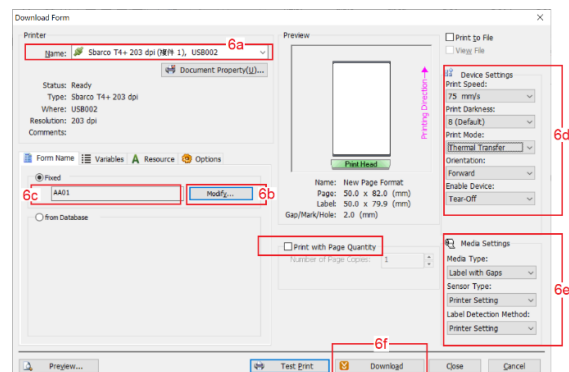 Download Form
Printer
Name: Sbarco T4+ 203 dpi (複件 1), USB002
6a
Document Property(U)...
Status: Ready
Type: Sbarco T4+ 203 dpi
Where: USB002
Resolution: 203 dpi
Comments:
Form Name Variables Resource Options
Fixed
6c
AA01
Modify...
6b
from Database
Preview
Printing Direction
Print Head
Name: New Page Format
Page: 50.0 x 82.0 (mm)
Label: 50.0 x 79.9 (mm)
Gap/Mark/Hole: 2.0 (mm)
Print with Page Quantity
Number of Page Copies: 1
Print to File
View File
Device Settings
Print Speed:
75 mm/s
Print Darkness:
8 (Default)
Print Mode:
Thermal Transfer
6d
Orientation:
Forward
Enable Device:
Tear-Off
Media Settings
Media Type:
Label with Gaps
Sensor Type:
Printer Setting
6e
Label Detection Method:
Printer Setting
6f
Preview...
Test Print
Download
Close
Cancel